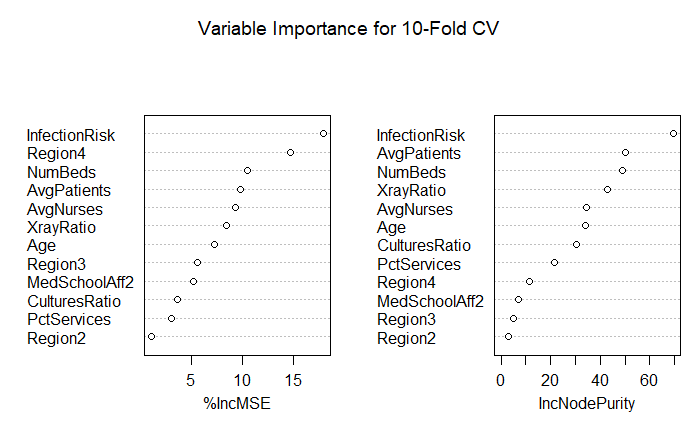 Variable Importance for 10-Fold CV
InfectionRisk
Region4
NumBeds
AvgPatients
AvgNurses
XrayRatio
Age
Region3
MedSchoolAff2
CulturesRatio
PctServices
Region2
5 10 15
%IncMSE
InfectionRisk
AvgPatients
NumBeds
XrayRatio
AvgNurses
Age
CulturesRatio
PctServices
Region4
MedSchoolAff2
Region3
Region2
0 20 40 60
IncNodePurity